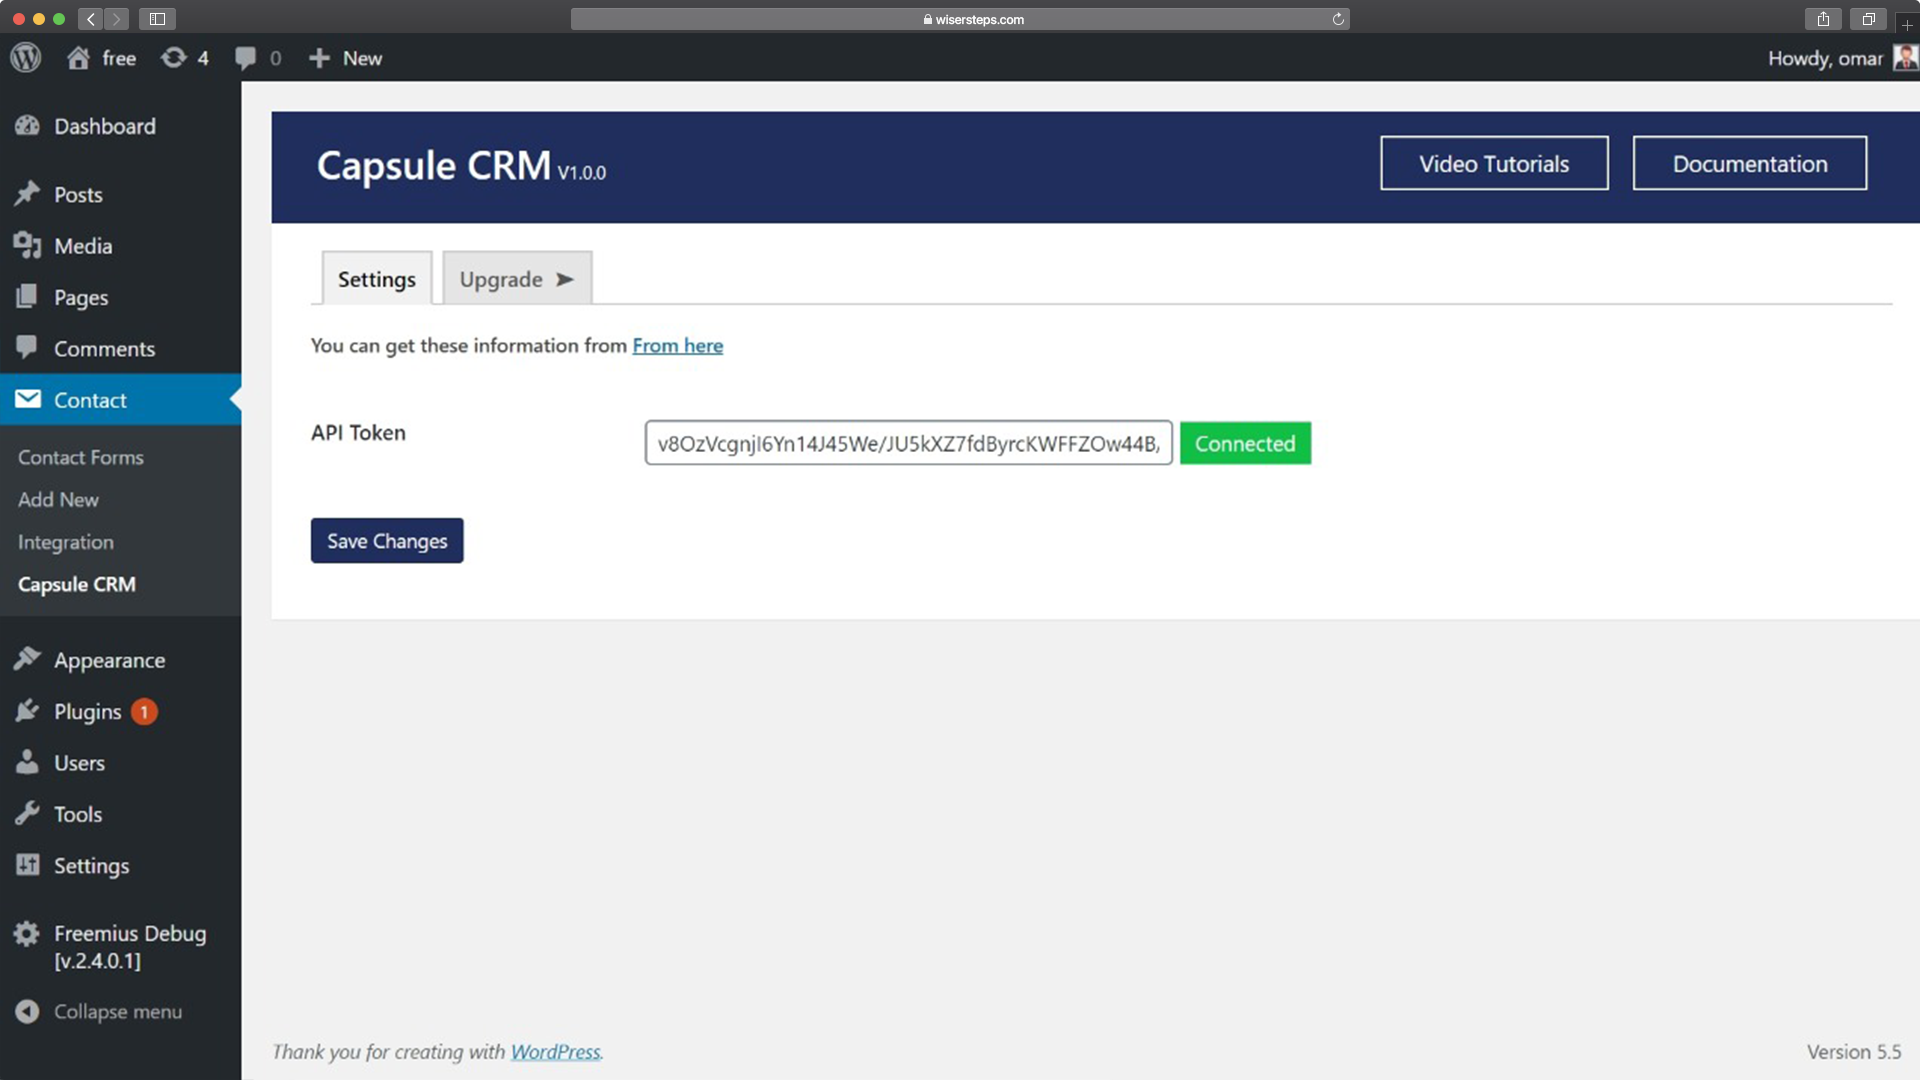 wisersteps.com
free 4 0 New Howdy, omar
Dashboard
Posts
Media
Pages
Comments
Contact
Contact Forms
Add New
Integration
Capsule CRM
Appearance
Plugins 1
Users
Tools
Settings
Freemius Debug
[v.2.4.0.1]
Collapse menu
Capsule CRM V1.0.0
Video Tutorials
Documentation
Settings
Upgrade ➤
You can get these information from From here
API Token
v8OzVcgnjI6Yn14J45We/JU5kXZ7fdByrcKWFFZOw44B,
Connected
Save Changes
Thank you for creating with WordPress.
Version 5.5